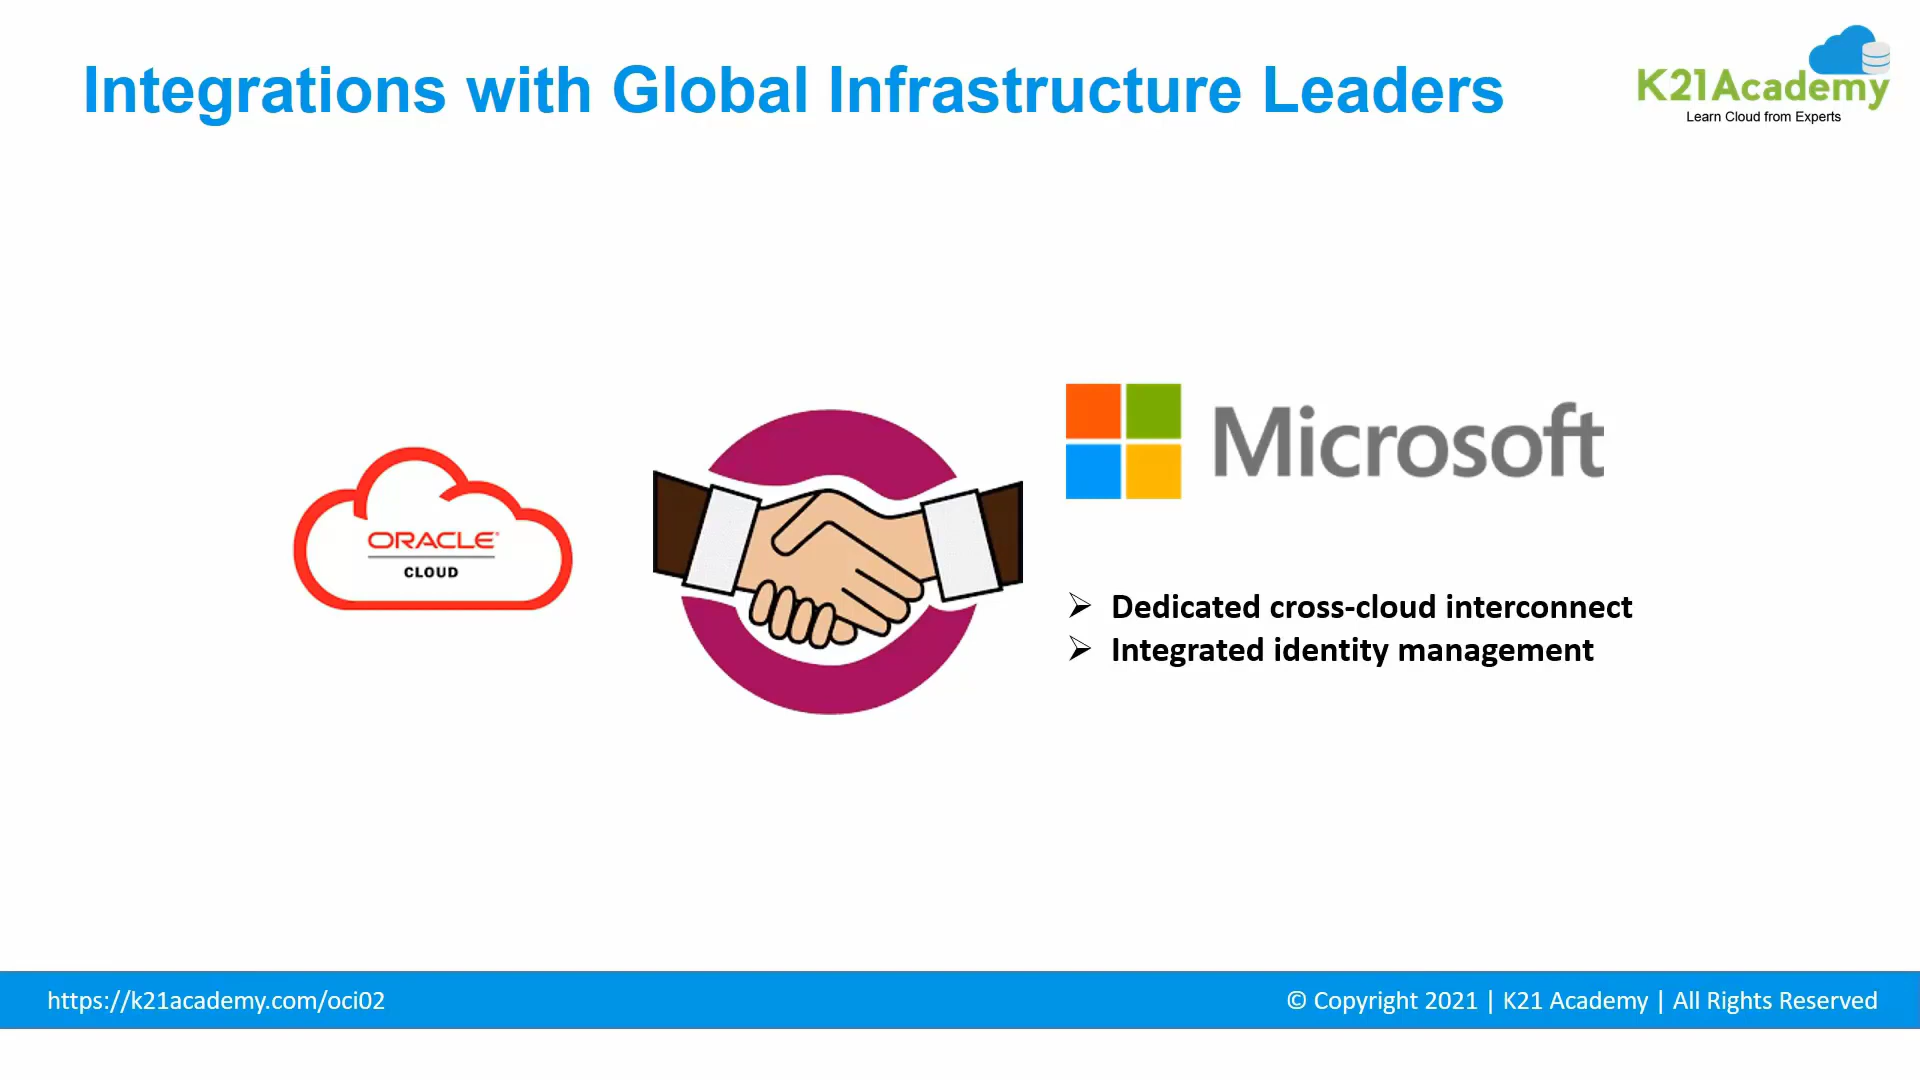 Integrations with Global Infrastructure Leaders
K21Academy
Learn Cloud from Experts
Microsoft
ORACLE
CLOUD
➢ Dedicated cross-cloud interconnect
➢ Integrated identity management
https://k21academy.com/oci02
© Copyright 2021 | K21 Academy | All Rights Reserved